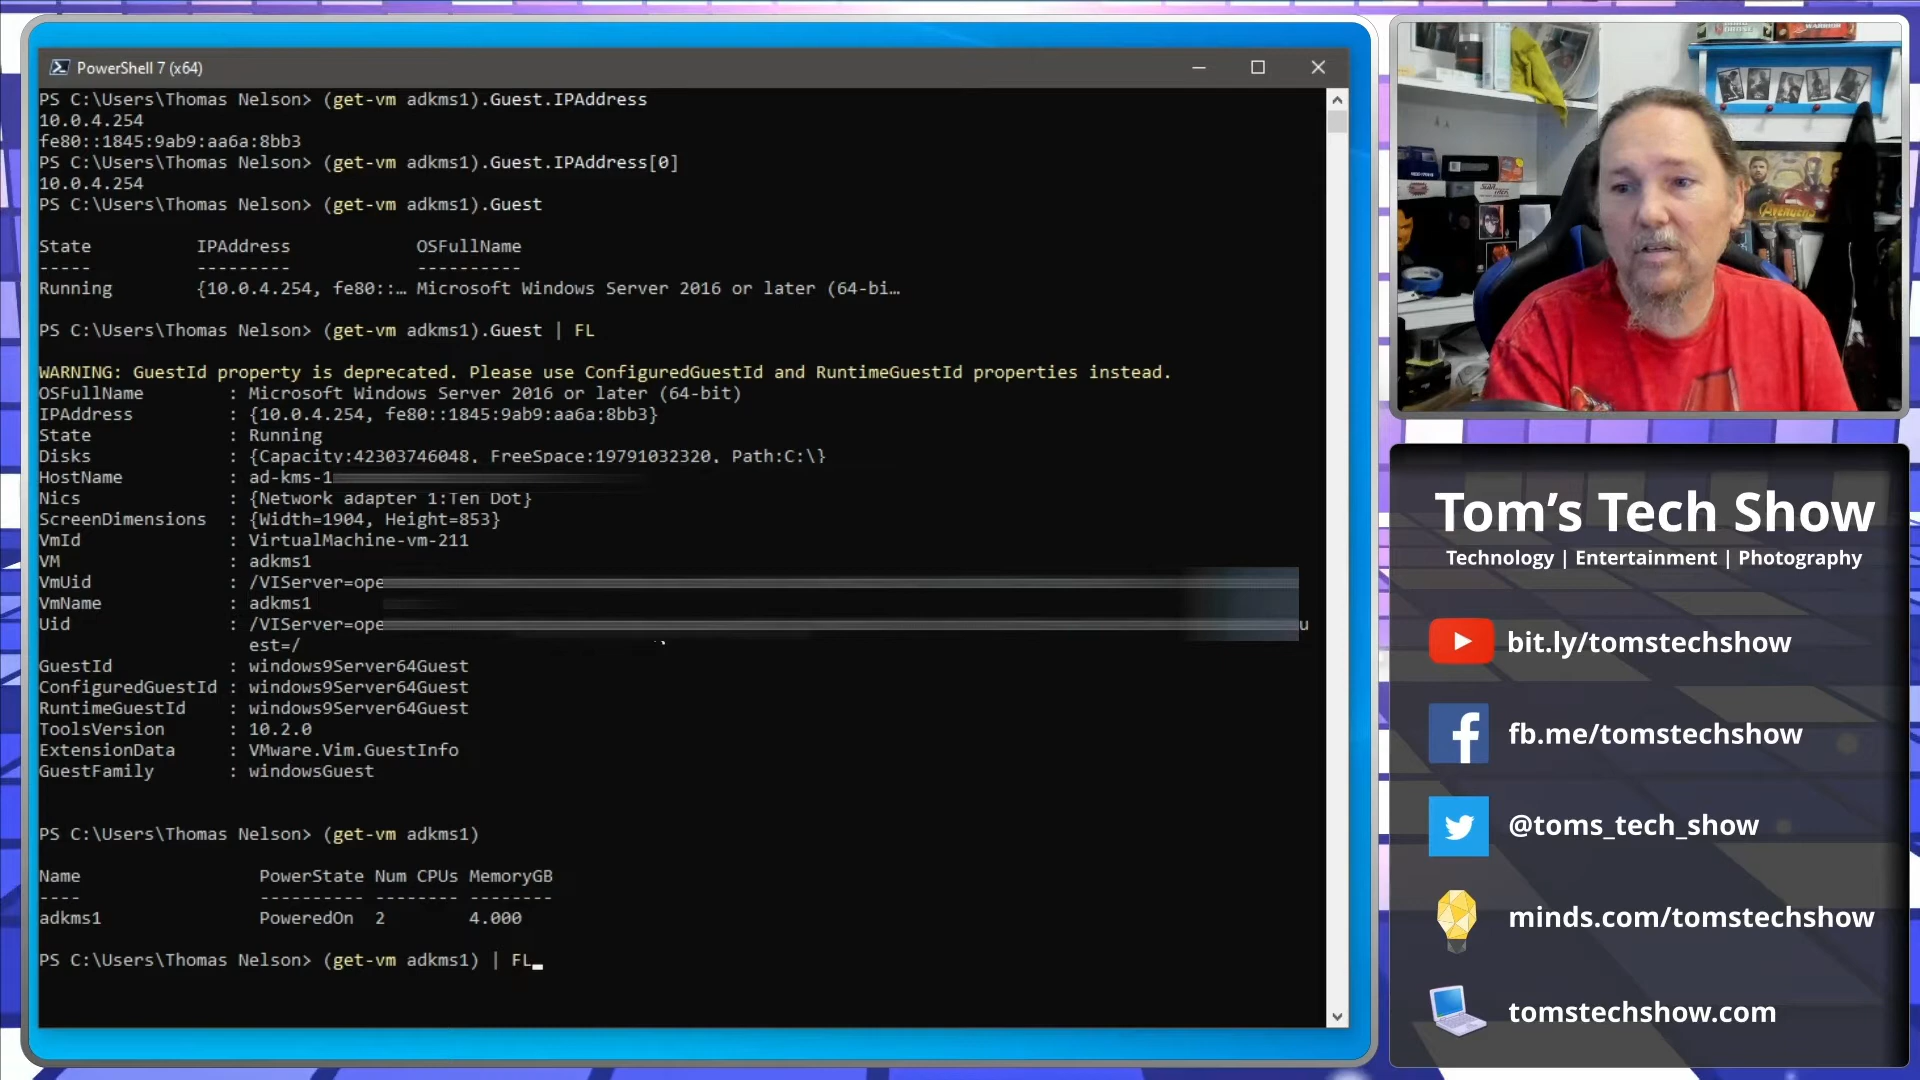 PowerShell 7 (x64)
PS C:\Users\Thomas Nelson> (get-vm adkms1).Guest.IPAddress
10.0.4.254
fe80::1845:9ab9:aa6a:8bb3
PS C:\Users\Thomas Nelson> (get-vm adkms1).Guest.IPAddress[0]
10.0.4.254
PS C:\Users\Thomas Nelson> (get-vm adkms1).Guest
State IPAddress OSFullName
----- --------- ----------
Running {10.0.4.254, fe80::… Microsoft Windows Server 2016 or later (64-bi…
PS C:\Users\Thomas Nelson> (get-vm adkms1).Guest | FL
WARNING: GuestId property is deprecated. Please use ConfiguredGuestId and RuntimeGuestId properties instead.
OSFullName : Microsoft Windows Server 2016 or later (64-bit)
IPAddress : {10.0.4.254, fe80::1845:9ab9:aa6a:8bb3}
State : Running
Disks : {Capacity:42303746048, FreeSpace:19791032320, Path:C:\}
HostName : ad-kms-1
Nics : {Network adapter 1:Ten Dot}
ScreenDimensions : {Width=1904, Height=853}
VmId : VirtualMachine-vm-211
VM : adkms1
VmUid : /VIServer=ope
VmName : adkms1
Uid : /VIServer=ope u
est=/
GuestId : windows9Server64Guest
ConfiguredGuestId : windows9Server64Guest
RuntimeGuestId : windows9Server64Guest
ToolsVersion : 10.2.0
ExtensionData : VMware.Vim.GuestInfo
GuestFamily : windowsGuest
PS C:\Users\Thomas Nelson> (get-vm adkms1)
Name PowerState Num CPUs MemoryGB
---- ---------- -------- --------
adkms1 PoweredOn 2 4.000
PS C:\Users\Thomas Nelson> (get-vm adkms1) | FL
AVENGERS
Tom's Tech Show
Technology | Entertainment | Photography
bit.ly/tomstechshow
fb.me/tomstechshow
@toms_tech_show
minds.com/tomstechshow
tomstechshow.com